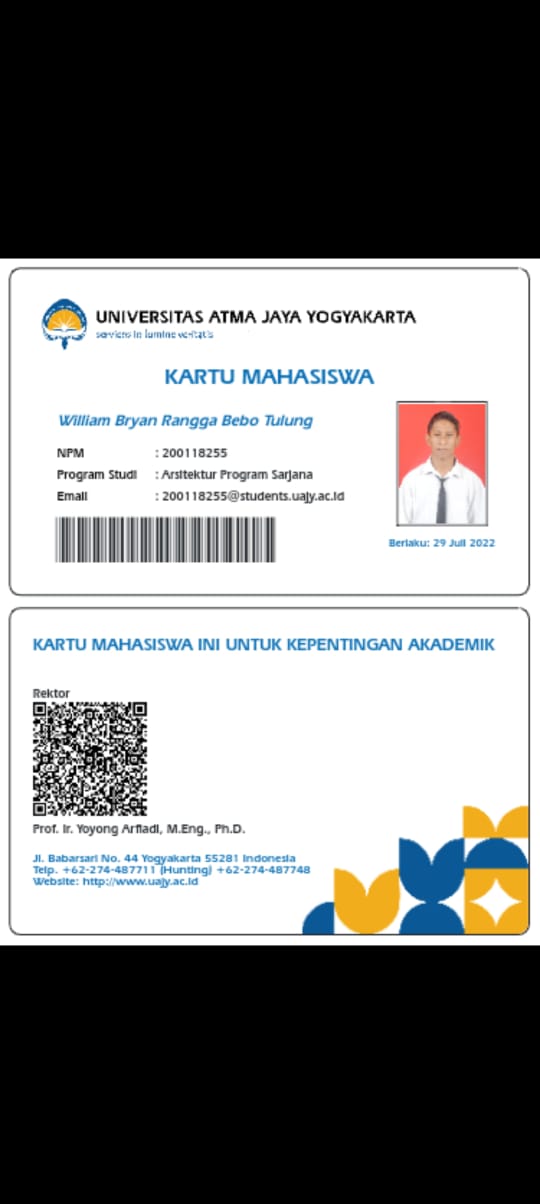 UNIVERSITAS ATMA JAYA YOGYAKARTA
serviens in lumine veritatis
KARTU MAHASISWA
William Bryan Rangga Bebo Tulung
NPM : 200118255
Program Studi : Arsitektur Program Sarjana
Email : 200118255@students.uajy.ac.id
Berlaku: 29 Juli 2022
KARTU MAHASISWA INI UNTUK KEPENTINGAN AKADEMIK
Rektor
Prof. Ir. Yoyong Arfiadi, M.Eng., Ph.D.
Jl. Babarsari No. 44 Yogyakarta 55281 Indonesia
Telp. +62-274-487711 (Hunting) +62-274-487748
Website: http://www.uajy.ac.id